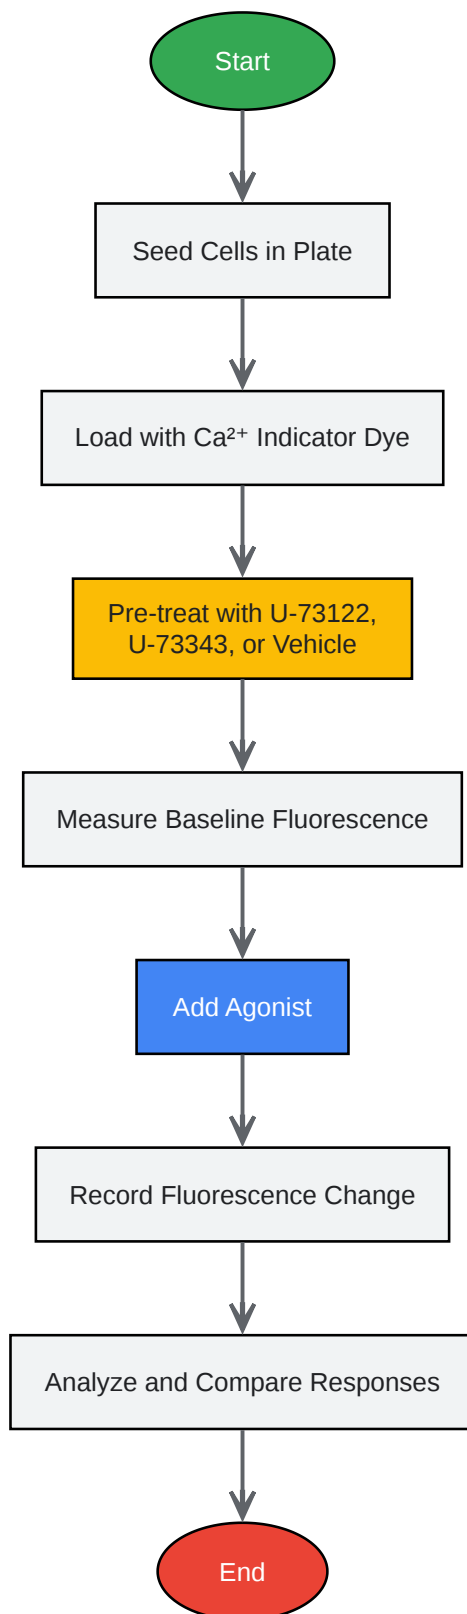 Start
Seed Cells in Plate
Load with Ca²⁺ Indicator Dye
Pre-treat with U-73122,
U-73343, or Vehicle
Measure Baseline Fluorescence
Add Agonist
Record Fluorescence Change
Analyze and Compare Responses
End